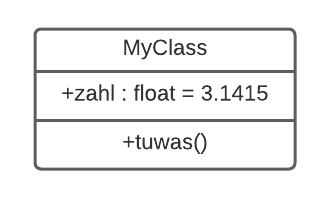 MyClass
+zahl : float = 3.1415
+tuwas()